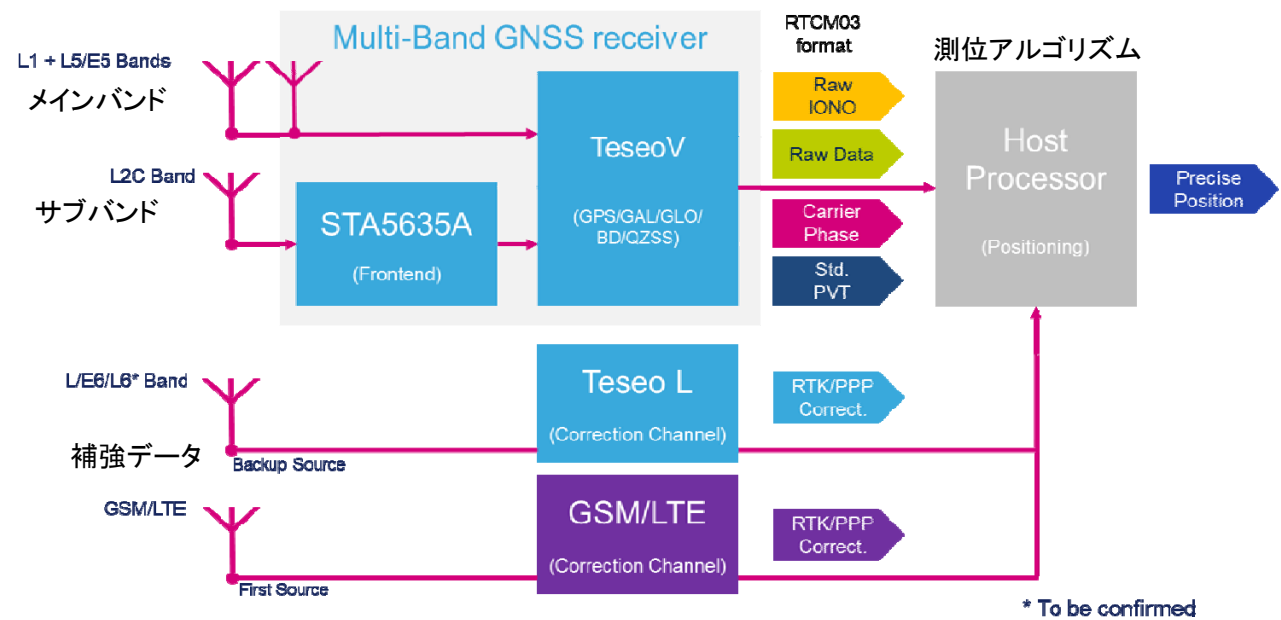 Multi-Band GNSS receiver
RTCM03
format
測位アルゴリズム
L1 + L5/E5 Bands
メインバンド
Raw
IONO
Raw Data
TeseoV
(GPS/GAL/GLO/
BD/QZSS)
Host
Processor
(Positioning)
Precise
Position
L2C Band
サブバンド
STA5635A
(Frontend)
Carrier
Phase
Std.
PVT
L/E6/L6* Band
補強データ
Backup Source
Teseo L
(Correction Channel)
RTK/PPP
Correct.
GSM/LTE
First Source
GSM/LTE
(Correction Channel)
RTK/PPP
Correct.
* To be confirmed